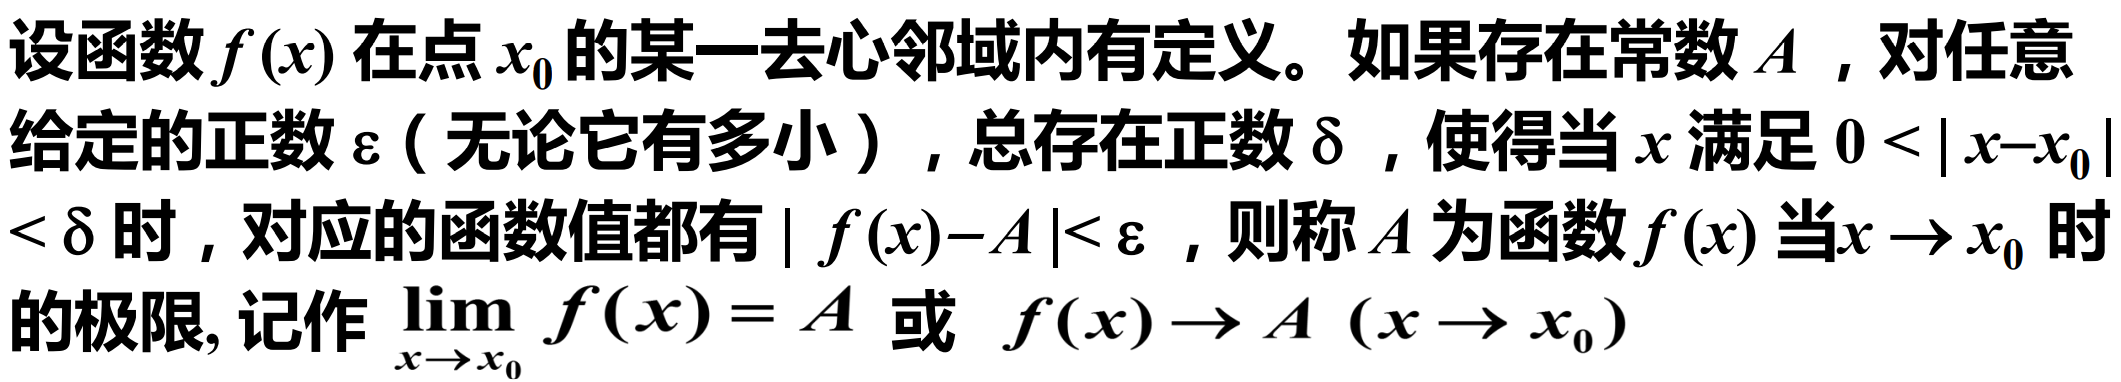 设函数 f (x) 在点 x₀ 的某一去心邻域内有定义。如果存在常数 A ，对任意
给定的正数 ε（无论它有多小），总存在正数 δ ，使得当 x 满足 0 < | x−x₀ |
< δ 时，对应的函数值都有 | f (x)− A |< ε ，则称 A 为函数 f (x) 当x → x₀ 时
的极限, 记作 lim_{x→x₀} f (x) = A 或 f (x) → A (x → x₀)